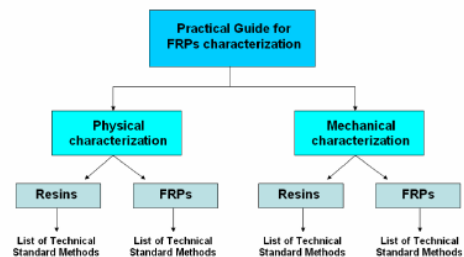 Practical Guide for
FRPs characterization
Physical
characterization
Mechanical
characterization
Resins
FRPs
Resins
FRPs
List of Technical
Standard Methods
List of Technical
Standard Methods
List of Technical
Standard Methods
List of Technical
Standard Methods